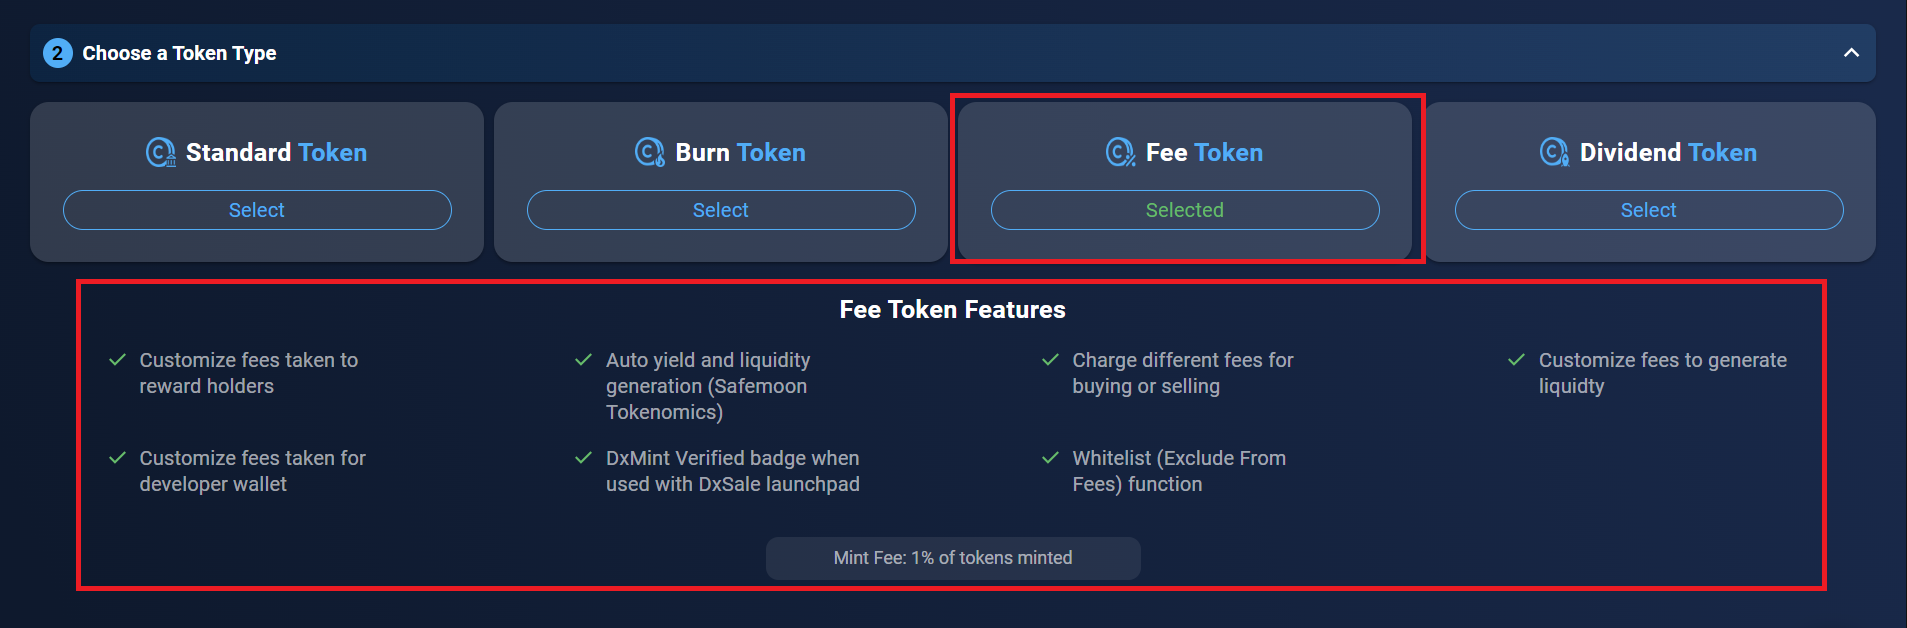 2 Choose a Token Type
Standard Token
Select
Burn Token
Select
Fee Token
Selected
Dividend Token
Select
Fee Token Features
Customize fees taken to
reward holders
Auto yield and liquidity
generation (Safemoon
Tokenomics)
Charge different fees for
buying or selling
Customize fees to generate
liquidty
Customize fees taken for
developer wallet
DxMint Verified badge when
used with DxSale launchpad
Whitelist (Exclude From
Fees) function
Mint Fee: 1% of tokens minted